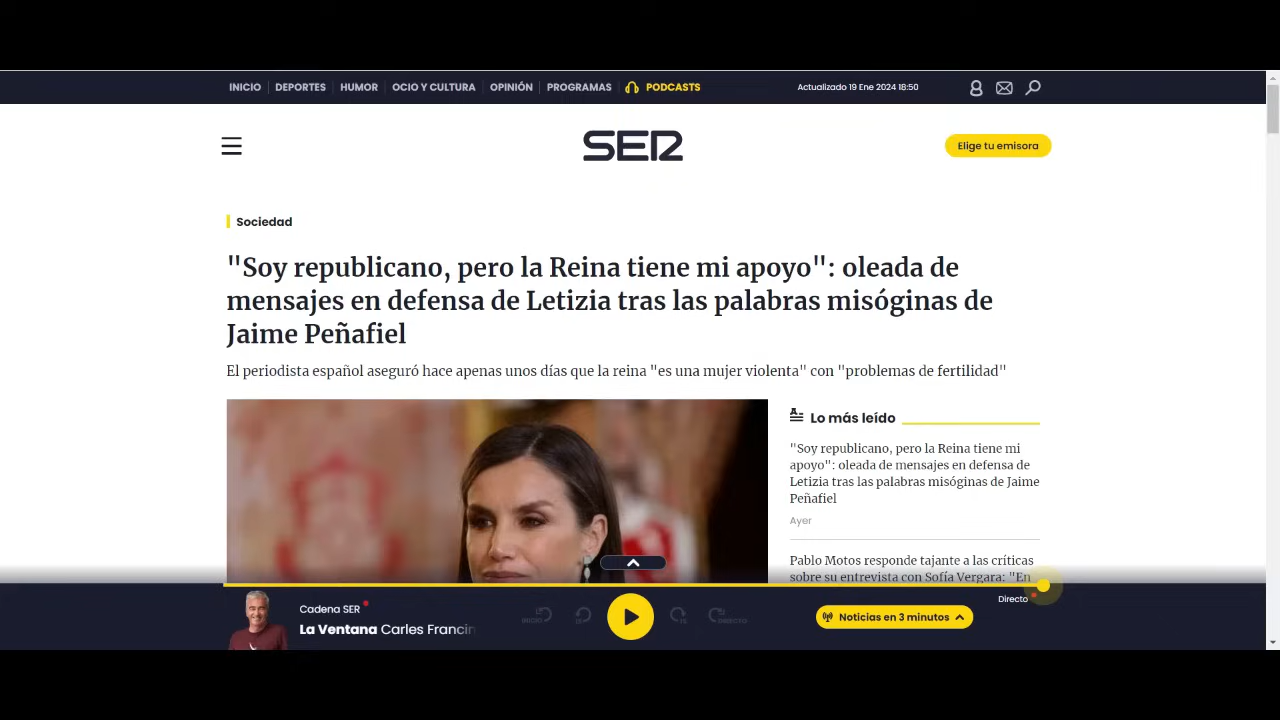 INICIO DEPORTES HUMOR OCIO Y CULTURA OPINIÓN PROGRAMAS PODCASTS Actualizado 19 Ene 2024 18:50
SER
Elige tu emisora
Sociedad
"Soy republicano, pero la Reina tiene mi apoyo": oleada de
mensajes en defensa de Letizia tras las palabras misóginas de
Jaime Peñafiel
El periodista español aseguró hace apenas unos días que la reina "es una mujer violenta" con "problemas de fertilidad"
Lo más leído
"Soy republicano, pero la Reina tiene mi
apoyo": oleada de mensajes en defensa de
Letizia tras las palabras misóginas de Jaime
Peñafiel
Ayer
Pablo Motos responde tajante a las críticas
sobre su entrevista con Sofía Vergara: "En
Directo
Cadena SER
La Ventana Carles Francin
INICIO 15 15 DIRECTO
Noticias en 3 minutos